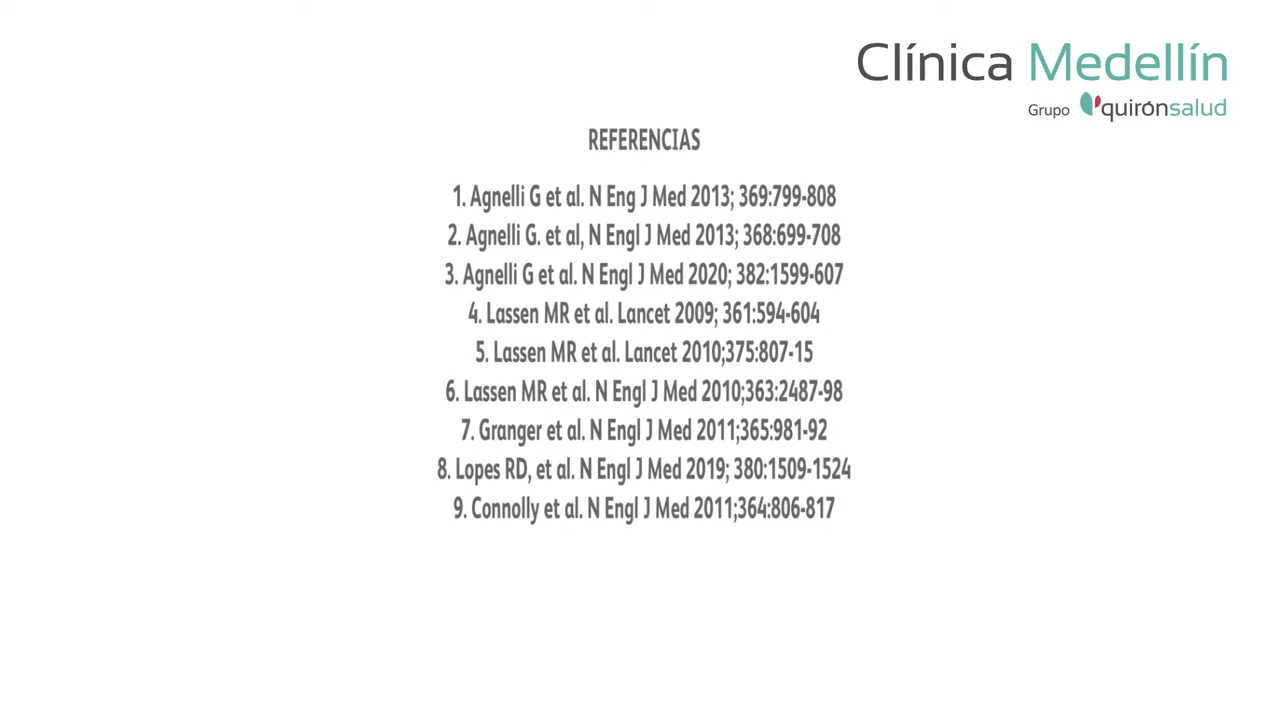 Clínica Medellín
Grupo quirónsalud
REFERENCIAS
1. Agnelli G et al. N Eng J Med 2013; 369:799-808
2. Agnelli G. et al, N Engl J Med 2013; 368:699-708
3. Agnelli G et al. N Engl J Med 2020; 382:1599-607
4. Lassen MR et al. Lancet 2009; 361:594-604
5. Lassen MR et al. Lancet 2010;375:807-15
6. Lassen MR et al. N Engl J Med 2010;363:2487-98
7. Granger et al. N Engl J Med 2011;365:981-92
8. Lopes RD, et al. N Engl J Med 2019; 380:1509-1524
9. Connolly et al. N Engl J Med 2011;364:806-817